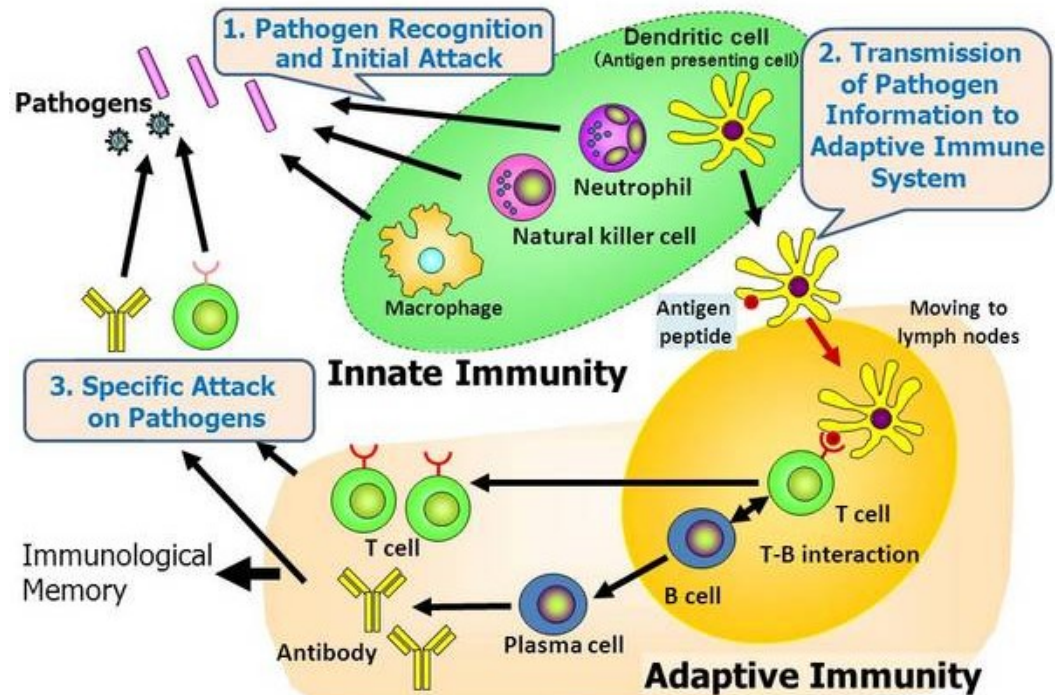 1. Pathogen Recognition
and Initial Attack
Dendritic cell
(Antigen presenting cell)
2. Transmission
of Pathogen
Information to
Adaptive Immune
System
Pathogens
Neutrophil
Natural killer cell
Macrophage
Innate Immunity
Antigen
peptide
Moving to
lymph nodes
3. Specific Attack
on Pathogens
T cell
T cell
T-B interaction
B cell
Immunological
Memory
Plasma cell
Antibody
Adaptive Immunity